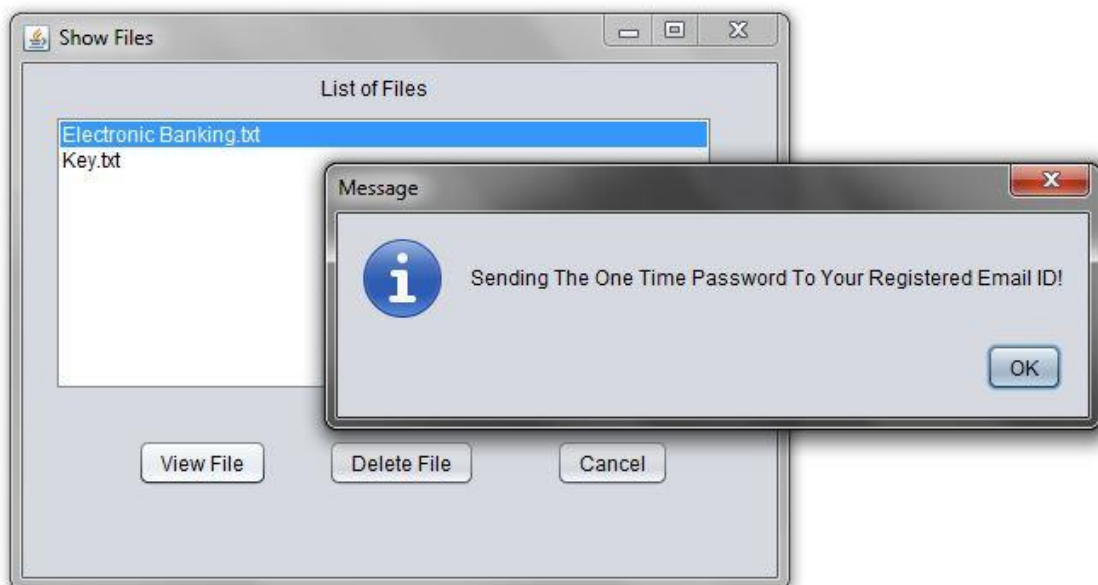 Show Files
List of Files
Electronic Banking.txt
Key.txt
Message
Sending The One Time Password To Your Registered Email ID!
OK
View File
Delete File
Cancel